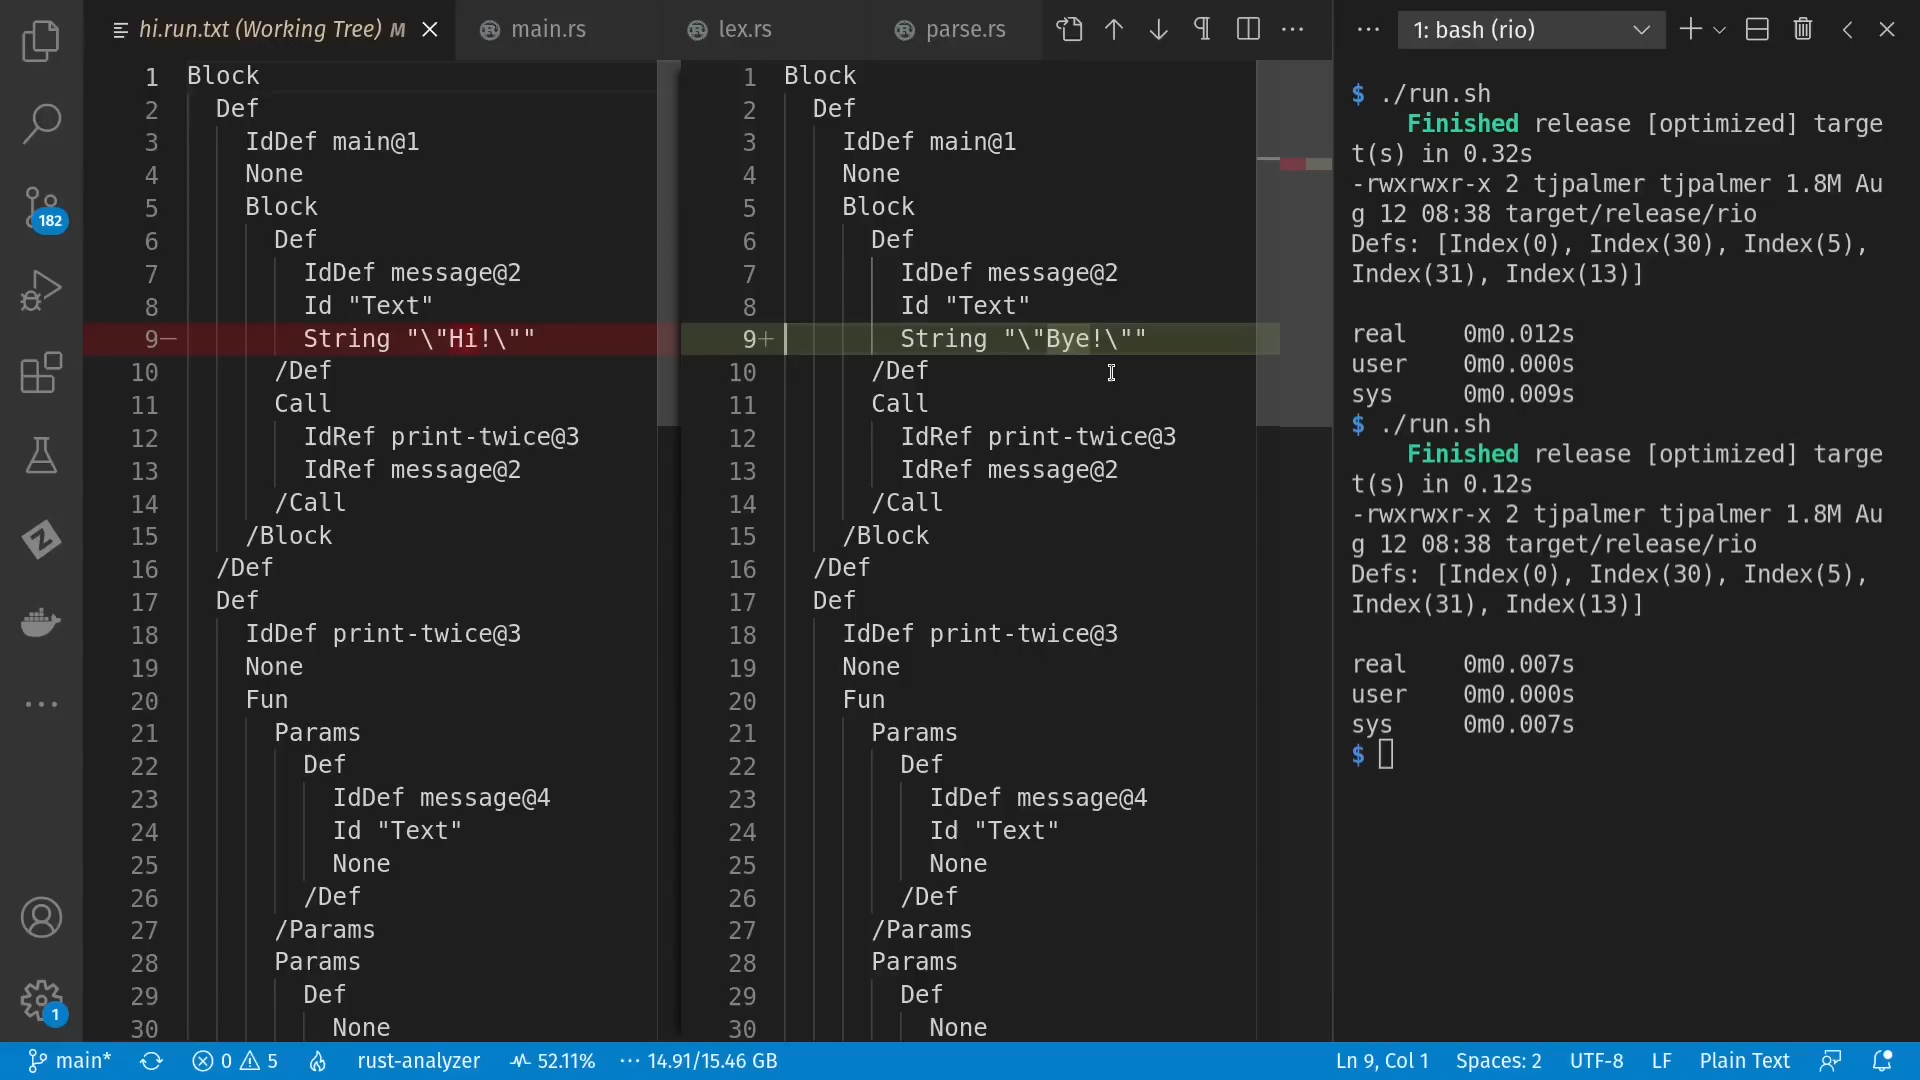 hi.run.txt (Working Tree) M
main.rs
lex.rs
parse.rs
1: bash (rio)
182
1
1 Block
2 Def
3 IdDef main@1
4 None
5 Block
6 Def
7 IdDef message@2
8 Id "Text"
9— String "\"Hi!\""
10 /Def
11 Call
12 IdRef print-twice@3
13 IdRef message@2
14 /Call
15 /Block
16 /Def
17 Def
18 IdDef print-twice@3
19 None
20 Fun
21 Params
22 Def
23 IdDef message@4
24 Id "Text"
25 None
26 /Def
27 /Params
28 Params
29 Def
30 None
1 Block
2 Def
3 IdDef main@1
4 None
5 Block
6 Def
7 IdDef message@2
8 Id "Text"
9+ String "\"Bye!\""
10 /Def
11 Call
12 IdRef print-twice@3
13 IdRef message@2
14 /Call
15 /Block
16 /Def
17 Def
18 IdDef print-twice@3
19 None
20 Fun
21 Params
22 Def
23 IdDef message@4
24 Id "Text"
25 None
26 /Def
27 /Params
28 Params
29 Def
30 None
$ ./run.sh
Finished release [optimized] targe
t(s) in 0.32s
-rwxrwxr-x 2 tjpalmer tjpalmer 1.8M Au
g 12 08:38 target/release/rio
Defs: [Index(0), Index(30), Index(5),
Index(31), Index(13)]
real 0m0.012s
user 0m0.000s
sys 0m0.009s
$ ./run.sh
Finished release [optimized] targe
t(s) in 0.12s
-rwxrwxr-x 2 tjpalmer tjpalmer 1.8M Au
g 12 08:38 target/release/rio
Defs: [Index(0), Index(30), Index(5),
Index(31), Index(13)]
real 0m0.007s
user 0m0.000s
sys 0m0.007s
$
main* 0 5 rust-analyzer 52.11% ··· 14.91/15.46 GB Ln 9, Col 1 Spaces: 2 UTF-8 LF Plain Text